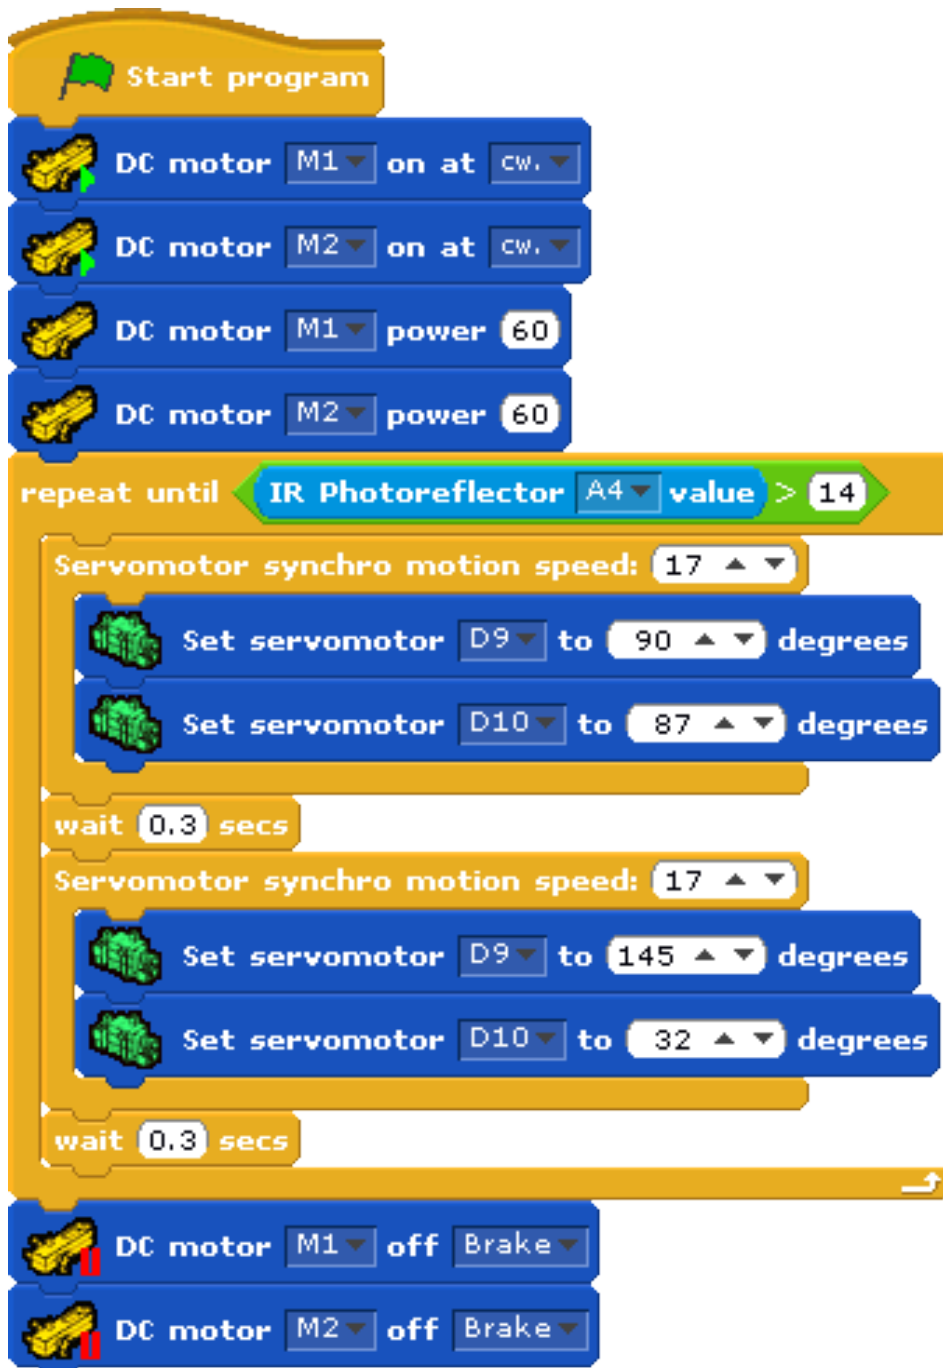 Start program
DC motor M1 on at cw.
DC motor M2 on at cw.
DC motor M1 power 60
DC motor M2 power 60
repeat until IR Photoreflector A4 value > 14
Servomotor synchro motion speed: 17
Set servomotor D9 to 90 degrees
Set servomotor D10 to 87 degrees
wait 0.3 secs
Servomotor synchro motion speed: 17
Set servomotor D9 to 145 degrees
Set servomotor D10 to 32 degrees
wait 0.3 secs
DC motor M1 off Brake
DC motor M2 off Brake